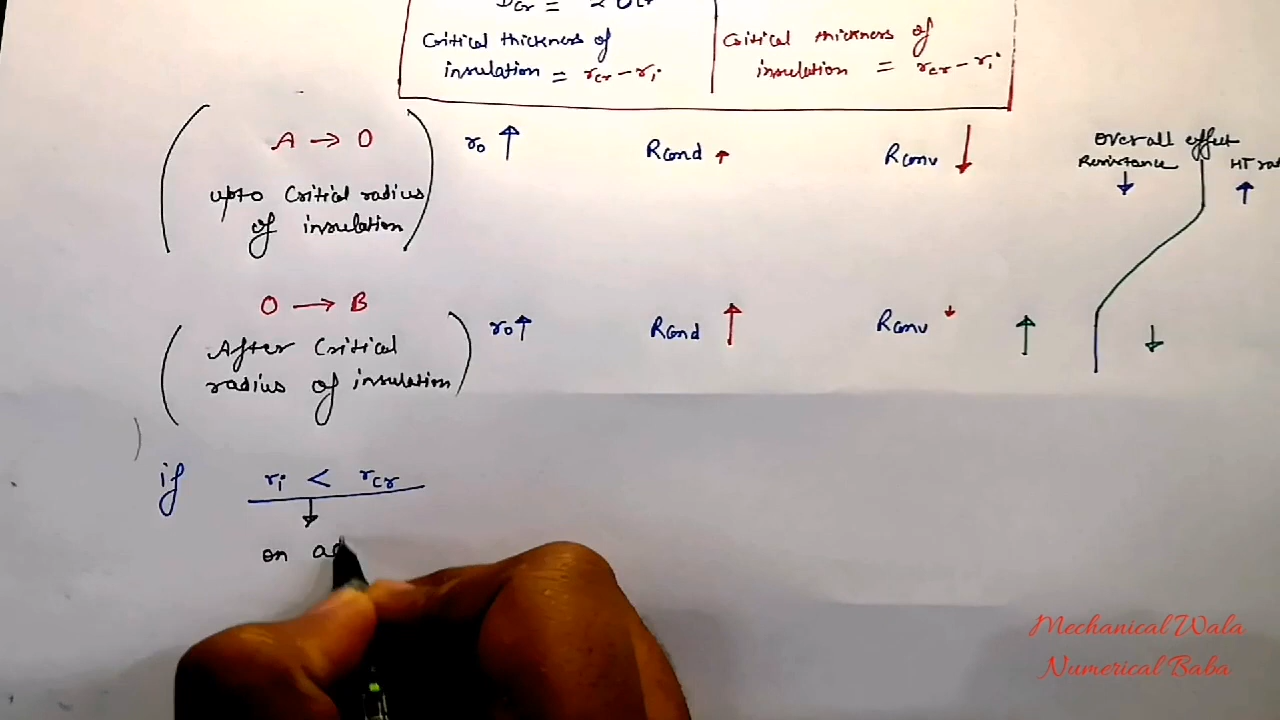 Critical thickness of
insulation = rcr - ri
Critical thickness of
insulation = rcr - ri
A → O ro ↑ Rcond ↑ Rconv ↓
upto Critical radius
of insulation
Overall effect
Resistance HT
↓ ↑
O → B ro ↑ Rcond ↑ Rconv ↓ ↑ ↓
After Critical
radius of insulation
if ri < rcr
↓
on
Mechanical Wala
Numerical Baba